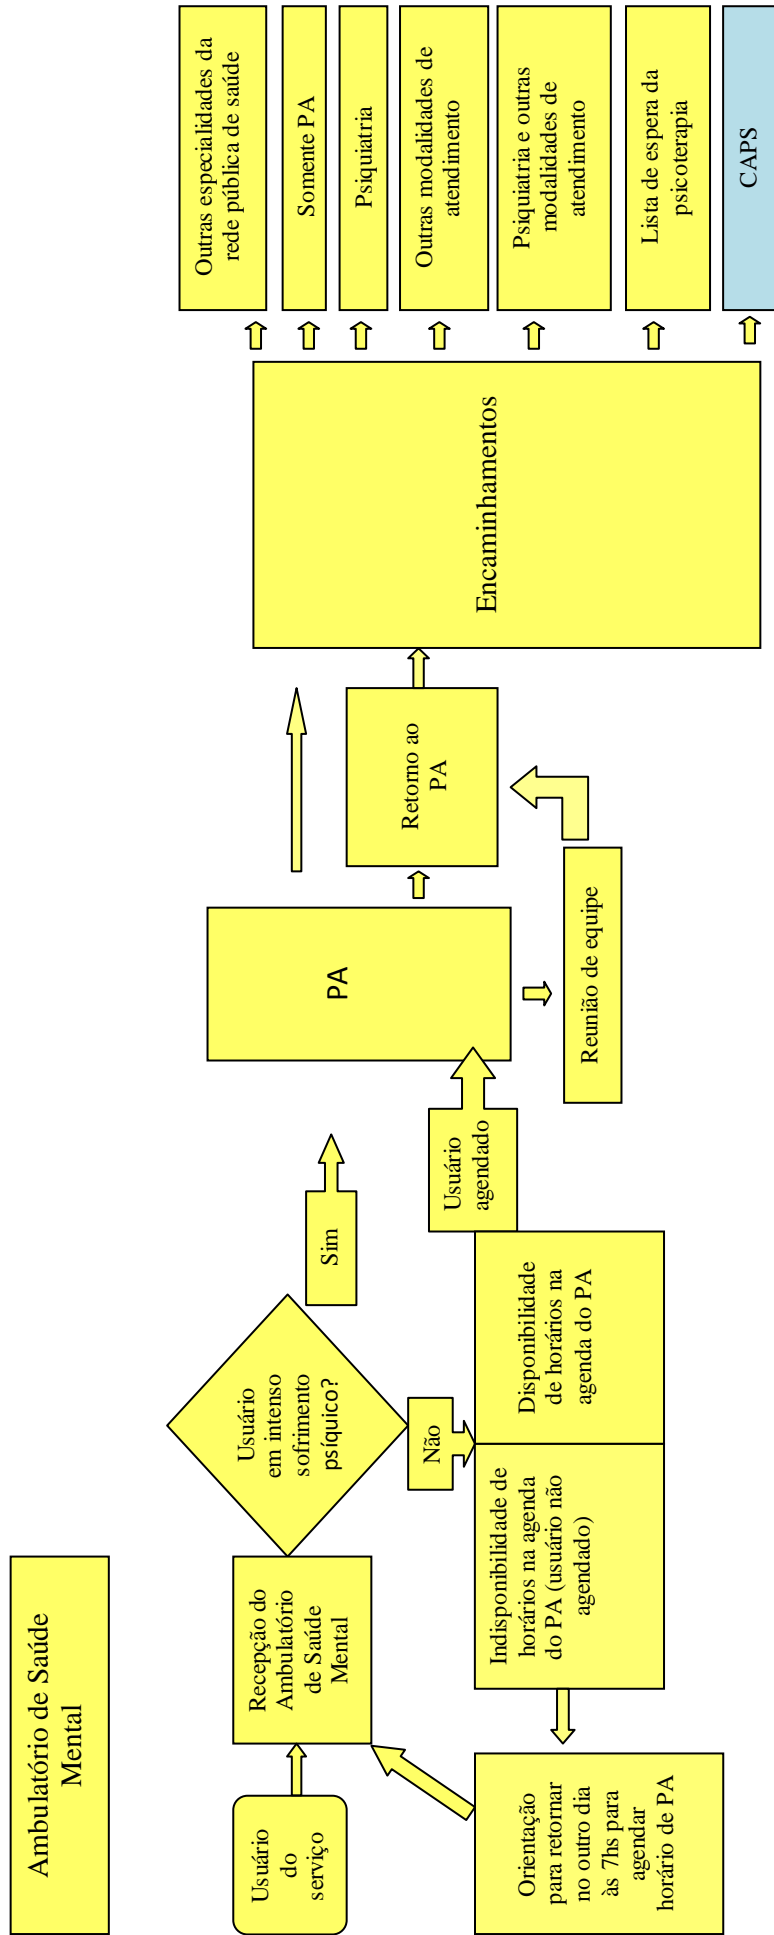 Ambulatório de Saúde
Mental
Usuário
do
serviço
Recepção do
Ambulatório
de Saúde
Mental
Usuário
em intenso
sofrimento
psíquico?
Sim
Não
Orientação
para retornar
no outro dia
às 7hs para
agendar
horário de PA
Indisponibilidade de
horários na agenda
do PA (usuário não
agendado)
Disponibilidade
de horários na
agenda do PA
Usuário
agendado
PA
Reunião de equipe
Retorno ao
PA
Encaminhamentos
Outras especialidades da
rede pública de saúde
Somente PA
Psiquiatria
Outras modalidades de
atendimento
Psiquiatria e outras
modalidades de
atendimento
Lista de espera da
psicoterapia
CAPS